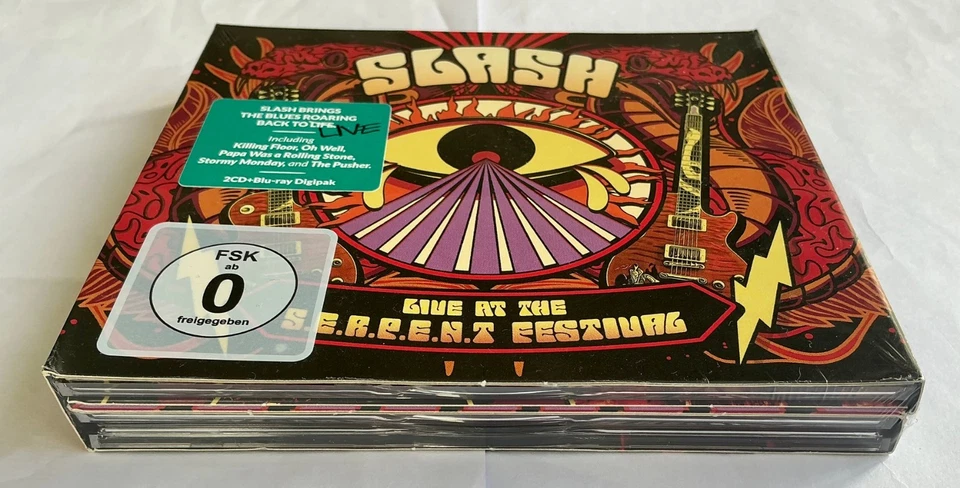 SLASH
SLASH BRINGS
THE BLUES ROARING
BACK TO LIFE
LIVE
Including
Killing Floor, Oh Well,
Papa Was a Rolling Stone,
Stormy Monday, and The Pusher.
2CD+Blu-ray Digipak
FSK
ab
0
freigegeben
LIVE AT THE
S.E.R.P.E.N.T FESTIVAL